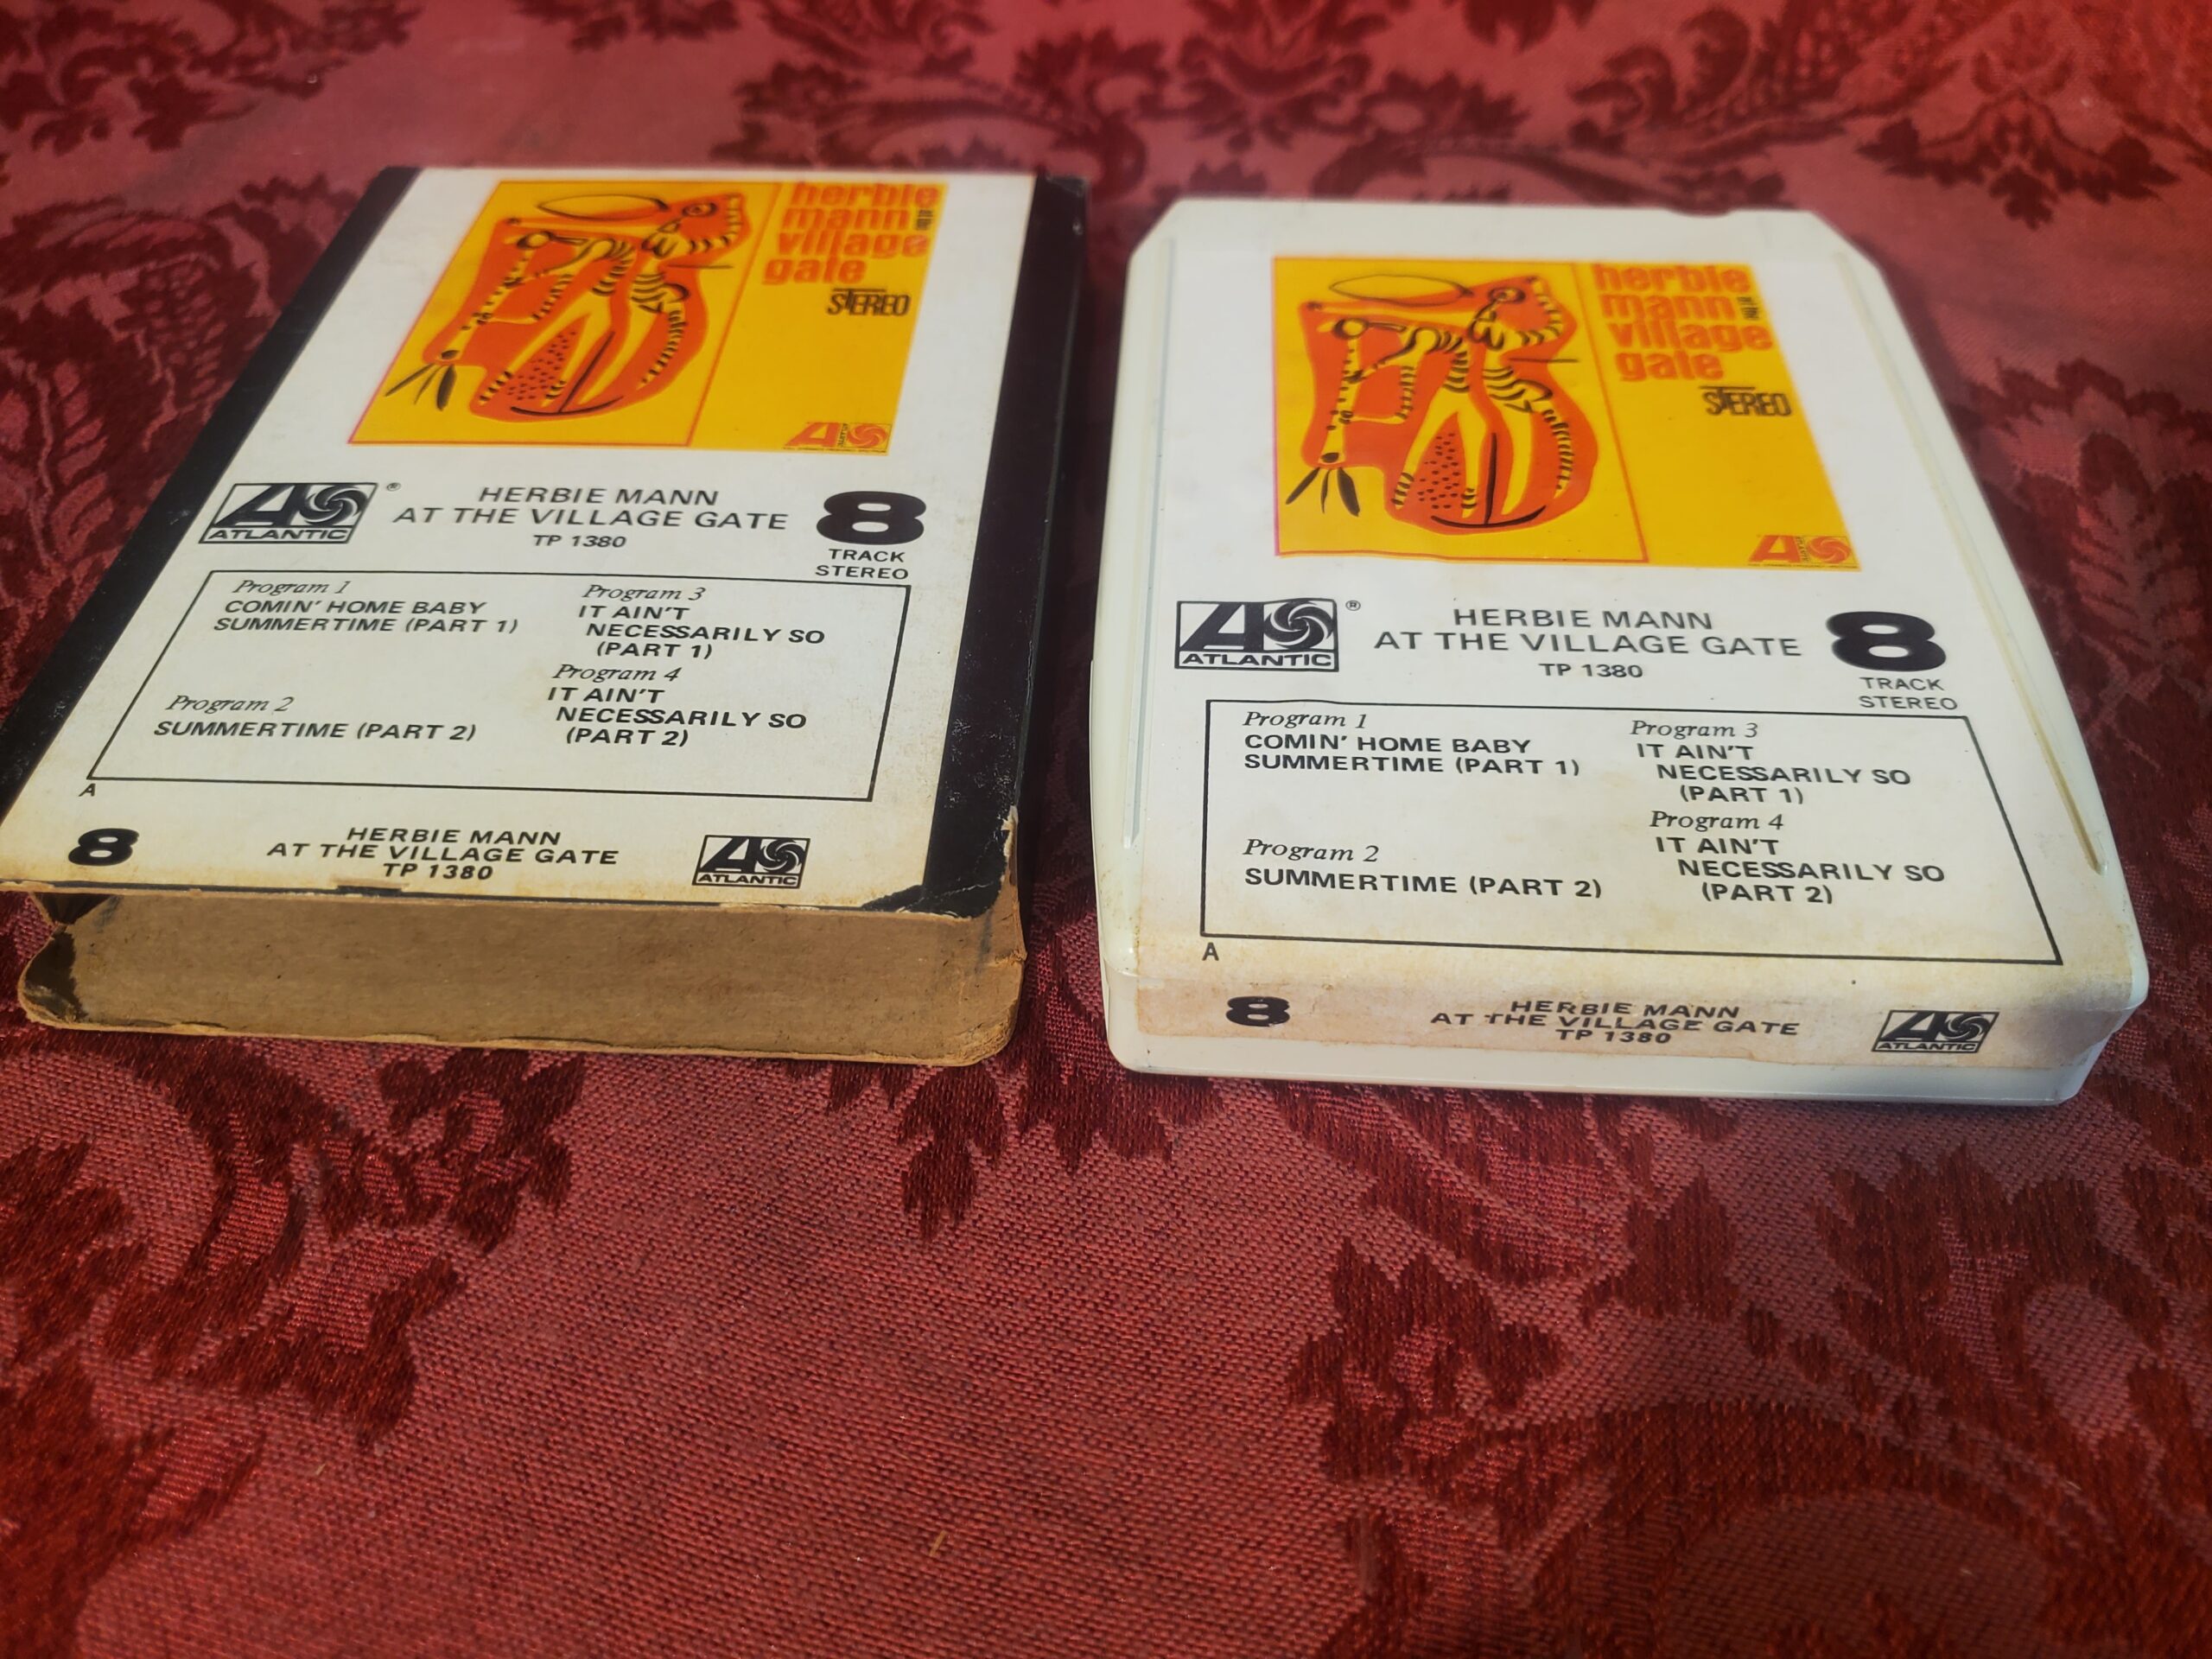 herbie
mann
village
gate
STEREO
ATLANTIC
®
HERBIE MANN
AT THE VILLAGE GATE
TP 1380
8
TRACK
STEREO
Program 1
COMIN' HOME BABY
SUMMERTIME (PART 1)
Program 2
SUMMERTIME (PART 2)
Program 3
IT AIN'T
NECESSARILY SO
(PART 1)
Program 4
IT AIN'T
NECESSARILY SO
(PART 2)
A
8
HERBIE MANN
AT THE VILLAGE GATE
TP 1380
ATLANTIC
herbie
mann
village
gate
STEREO
ATLANTIC
®
HERBIE MANN
AT THE VILLAGE GATE
TP 1380
8
TRACK
STEREO
Program 1
COMIN' HOME BABY
SUMMERTIME (PART 1)
Program 2
SUMMERTIME (PART 2)
Program 3
IT AIN'T
NECESSARILY SO
(PART 1)
Program 4
IT AIN'T
NECESSARILY SO
(PART 2)
A
8
HERBIE MANN
AT THE VILLAGE GATE
TP 1380
ATLANTIC